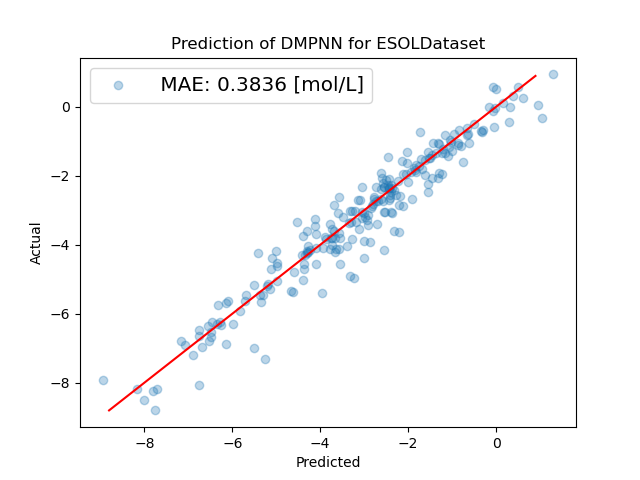 Prediction of DMPNN for ESOLDataset
MAE: 0.3836 [mol/L]
0
−2
−4
−6
−8
Actual
−8 −6 −4 −2 0
Predicted